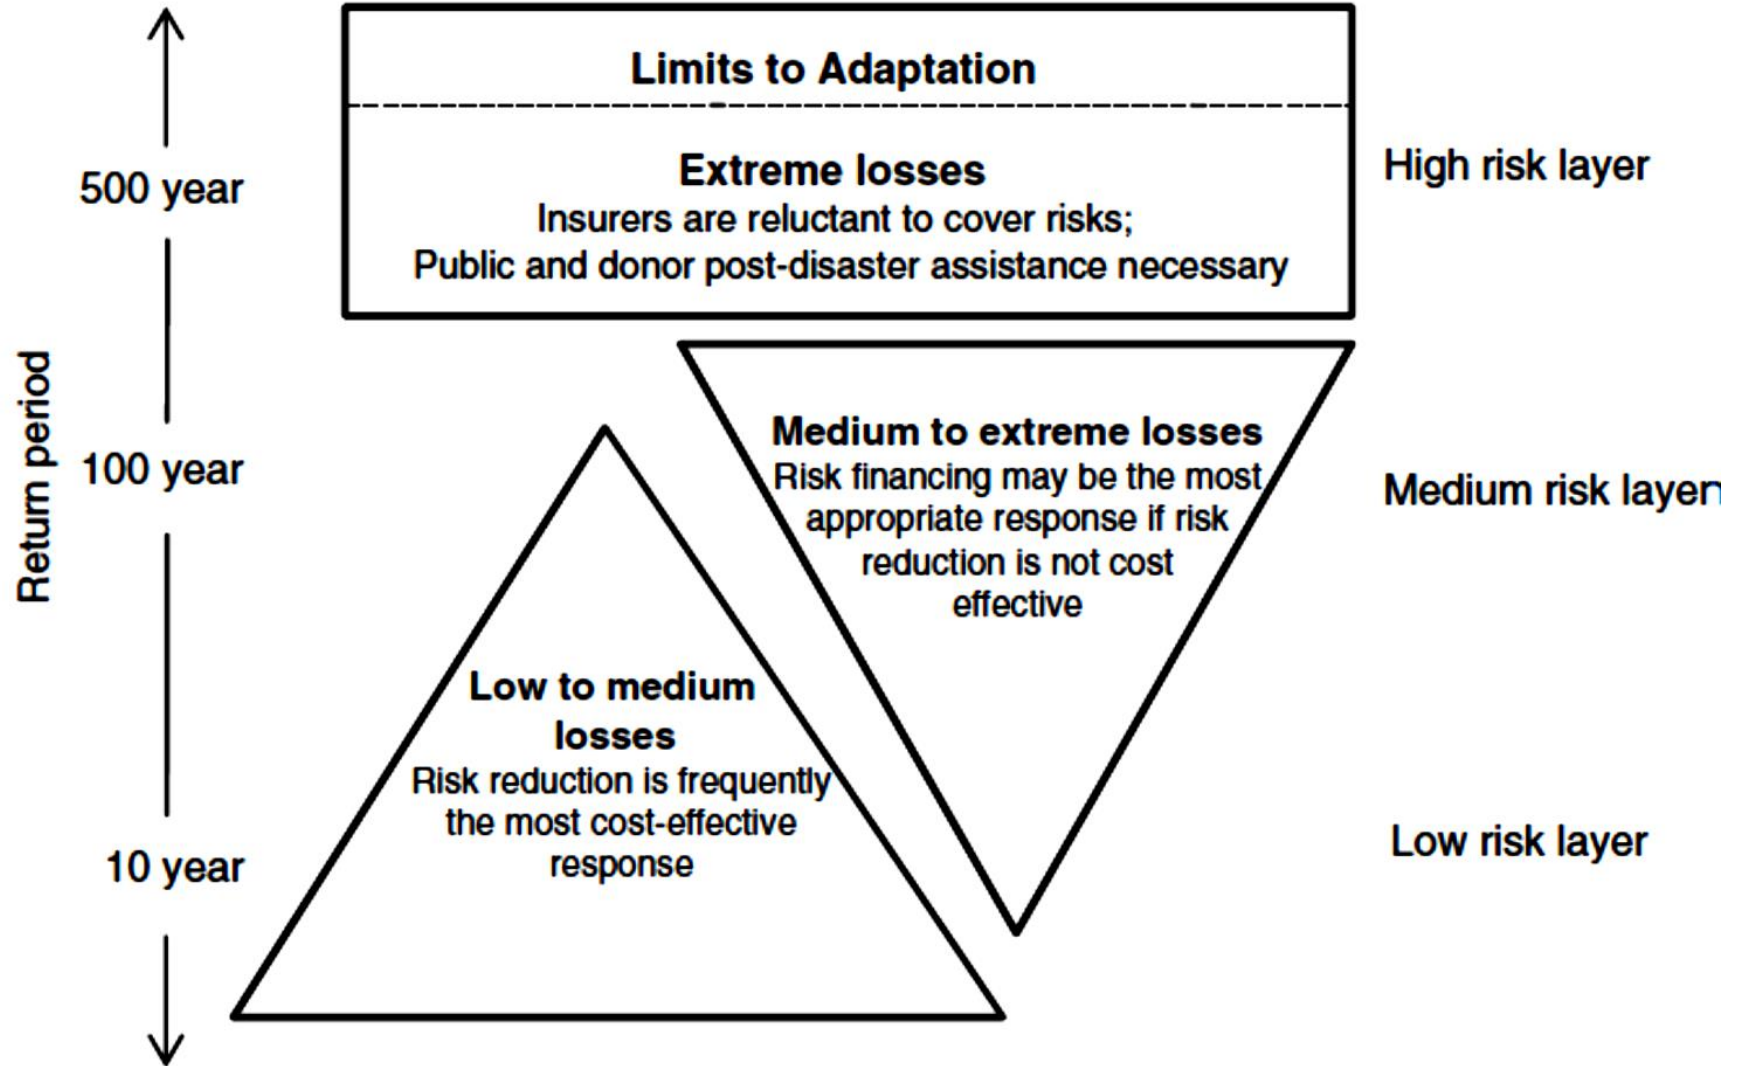 Limits to Adaptation
Extreme losses
Insurers are reluctant to cover risks;
Public and donor post-disaster assistance necessary
High risk layer
500 year
Return period
100 year
Medium to extreme losses
Risk financing may be the most
appropriate response if risk
reduction is not cost
effective
Medium risk layer
Low to medium
losses
Risk reduction is frequently
the most cost-effective
response
10 year
Low risk layer